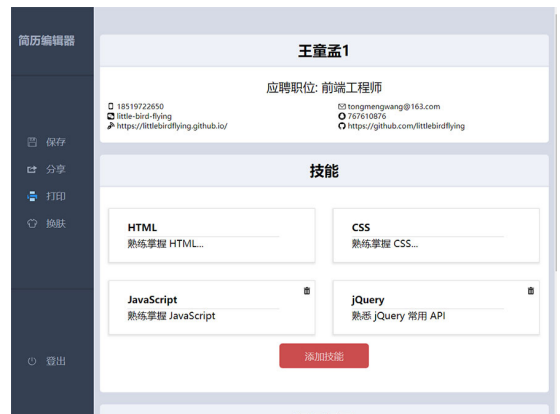 简历编辑器
保存
分享
打印
换肤
登出
王童孟1
应聘职位: 前端工程师
18519722650
little-bird-flying
https://littlebirdflying.github.io/
tongmengwang@163.com
767610876
https://github.com/littlebirdflying
技能
HTML
熟练掌握 HTML...
CSS
熟练掌握 CSS...
JavaScript
熟练掌握 JavaScript
jQuery
熟悉 jQuery 常用 API
添加技能